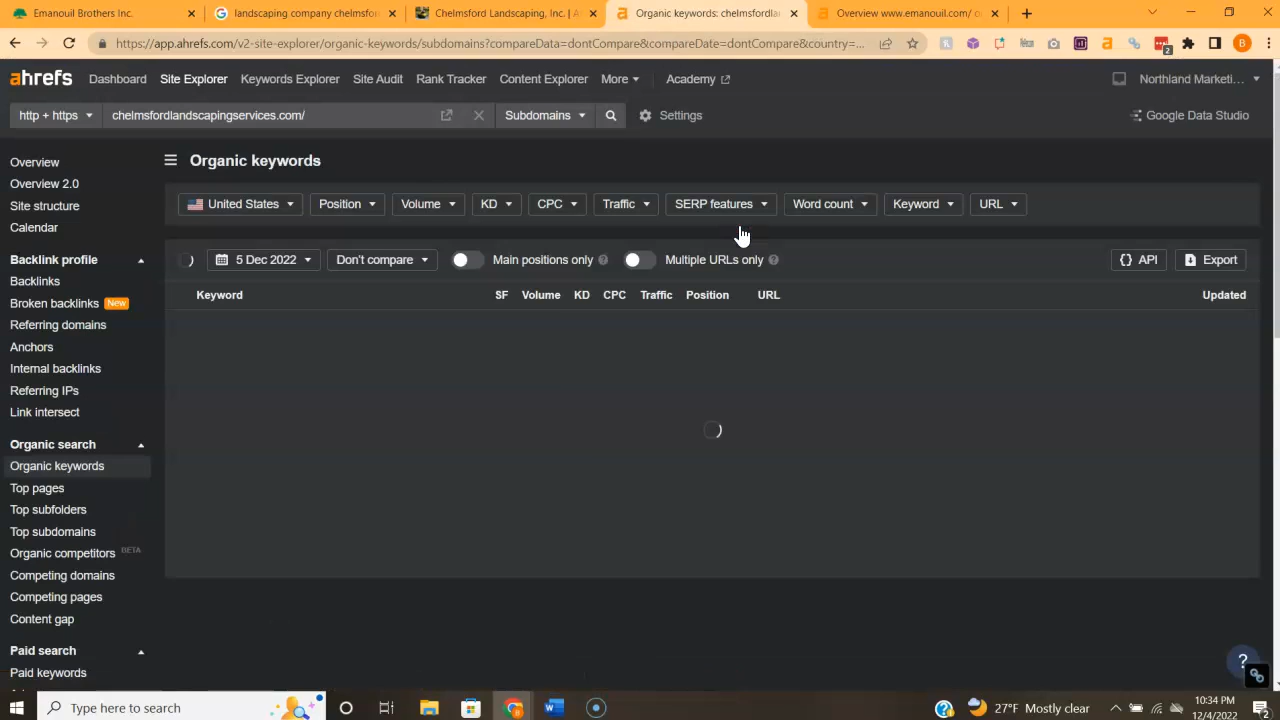 Emanouil Brothers Inc.
landscaping company chelmsfor
Chelmsford Landscaping, Inc. | A
Organic keywords: chelmsfordlan
Overview www.emanouil.com/ o
https://app.ahrefs.com/v2-site-explorer/organic-keywords/subdomains?compareData=dontCompare&compareDate=dontCompare&country=...
ahrefs Dashboard Site Explorer Keywords Explorer Site Audit Rank Tracker Content Explorer More Academy Northland Marketi...
http + https chelmsfordlandscapingservices.com/ Subdomains Settings Google Data Studio
Overview
Overview 2.0
Site structure
Calendar
Backlink profile
Backlinks
Broken backlinks New
Referring domains
Anchors
Internal backlinks
Referring IPs
Link intersect
Organic search
Organic keywords
Top pages
Top subfolders
Top subdomains
Organic competitors BETA
Competing domains
Competing pages
Content gap
Paid search
Paid keywords
Organic keywords
United States Position Volume KD CPC Traffic SERP features Word count Keyword URL
5 Dec 2022 Don't compare Main positions only ? Multiple URLs only ? API Export
Keyword SF Volume KD CPC Traffic Position URL Updated
?
Type here to search
27°F Mostly clear
10:34 PM
12/4/2022
2